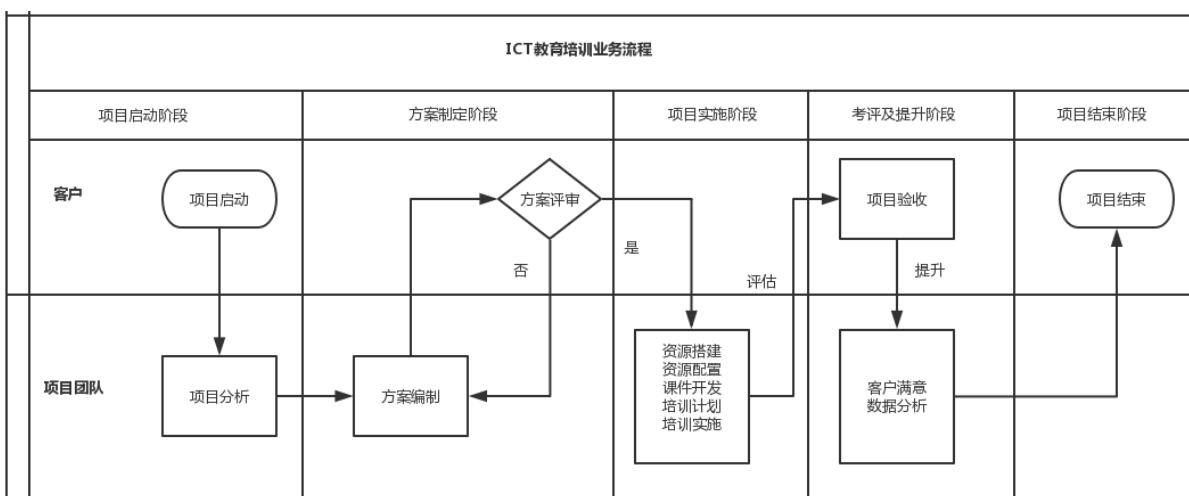 ICT教育培训业务流程
项目启动阶段
方案制定阶段
项目实施阶段
考评及提升阶段
项目结束阶段
客户
项目启动
方案评审
项目验收
项目结束
否
是
评估
提升
项目团队
项目分析
方案编制
资源搭建
资源配置
课件开发
培训计划
培训实施
客户满意
数据分析